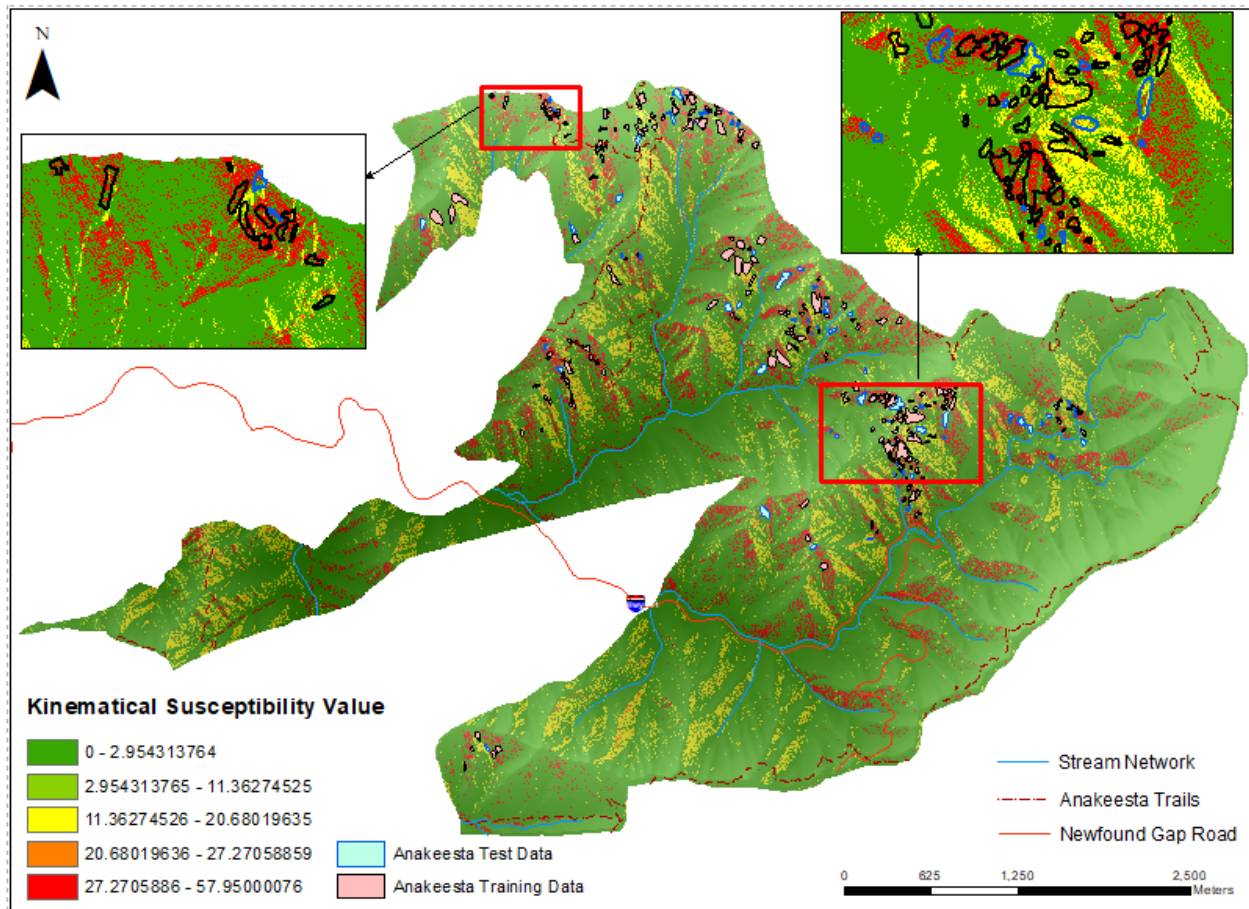 N
Kinematical Susceptibility Value
0 - 2.954313764
2.954313765 - 11.36274525
11.36274526 - 20.68019635
20.68019636 - 27.27058859
27.2705886 - 57.95000076
Anakeesta Test Data
Anakeesta Training Data
Stream Network
Anakeesta Trails
Newfound Gap Road
0 625 1,250 2,500
Meters